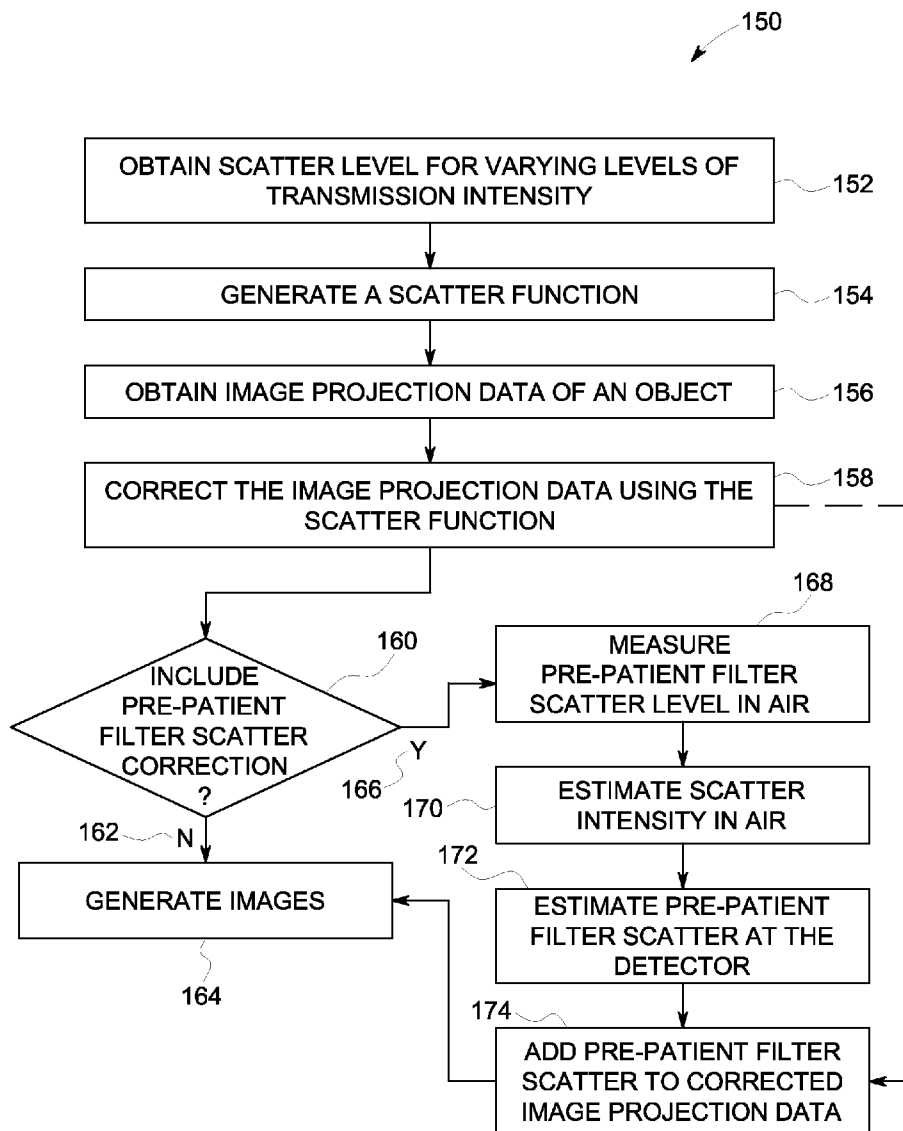 150
OBTAIN SCATTER LEVEL FOR VARYING LEVELS OF
TRANSMISSION INTENSITY
152
GENERATE A SCATTER FUNCTION
154
OBTAIN IMAGE PROJECTION DATA OF AN OBJECT
156
CORRECT THE IMAGE PROJECTION DATA USING THE
SCATTER FUNCTION
158
INCLUDE
PRE-PATIENT
FILTER SCATTER
CORRECTION
?
160
Y
166
162
N
GENERATE IMAGES
164
168
MEASURE
PRE-PATIENT FILTER
SCATTER LEVEL IN AIR
170
ESTIMATE SCATTER
INTENSITY IN AIR
172
ESTIMATE PRE-PATIENT
FILTER SCATTER AT THE
DETECTOR
174
ADD PRE-PATIENT FILTER
SCATTER TO CORRECTED
IMAGE PROJECTION DATA